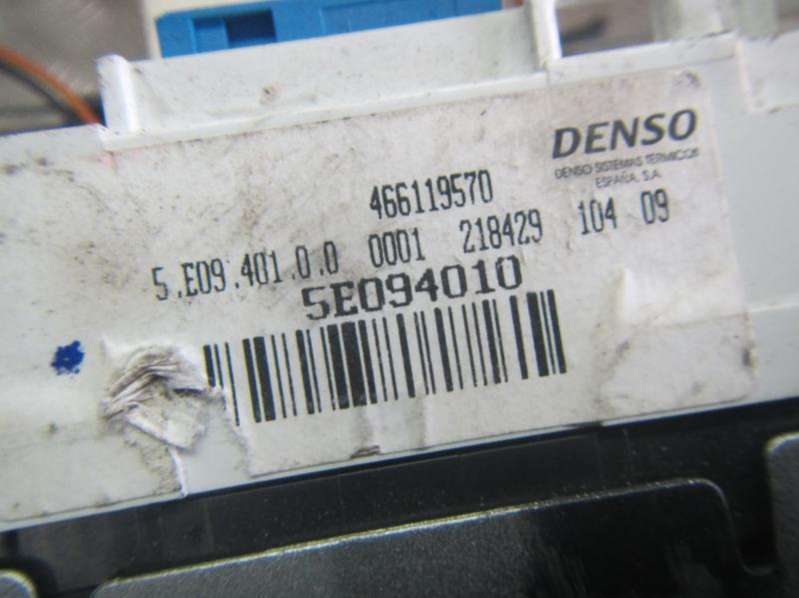 DENSO
DENSO SISTEMAS TERMICOS
ESPAÑA, S.A.
466119570
5.E09.401.0.0 0001 218429 104 09
5E094010